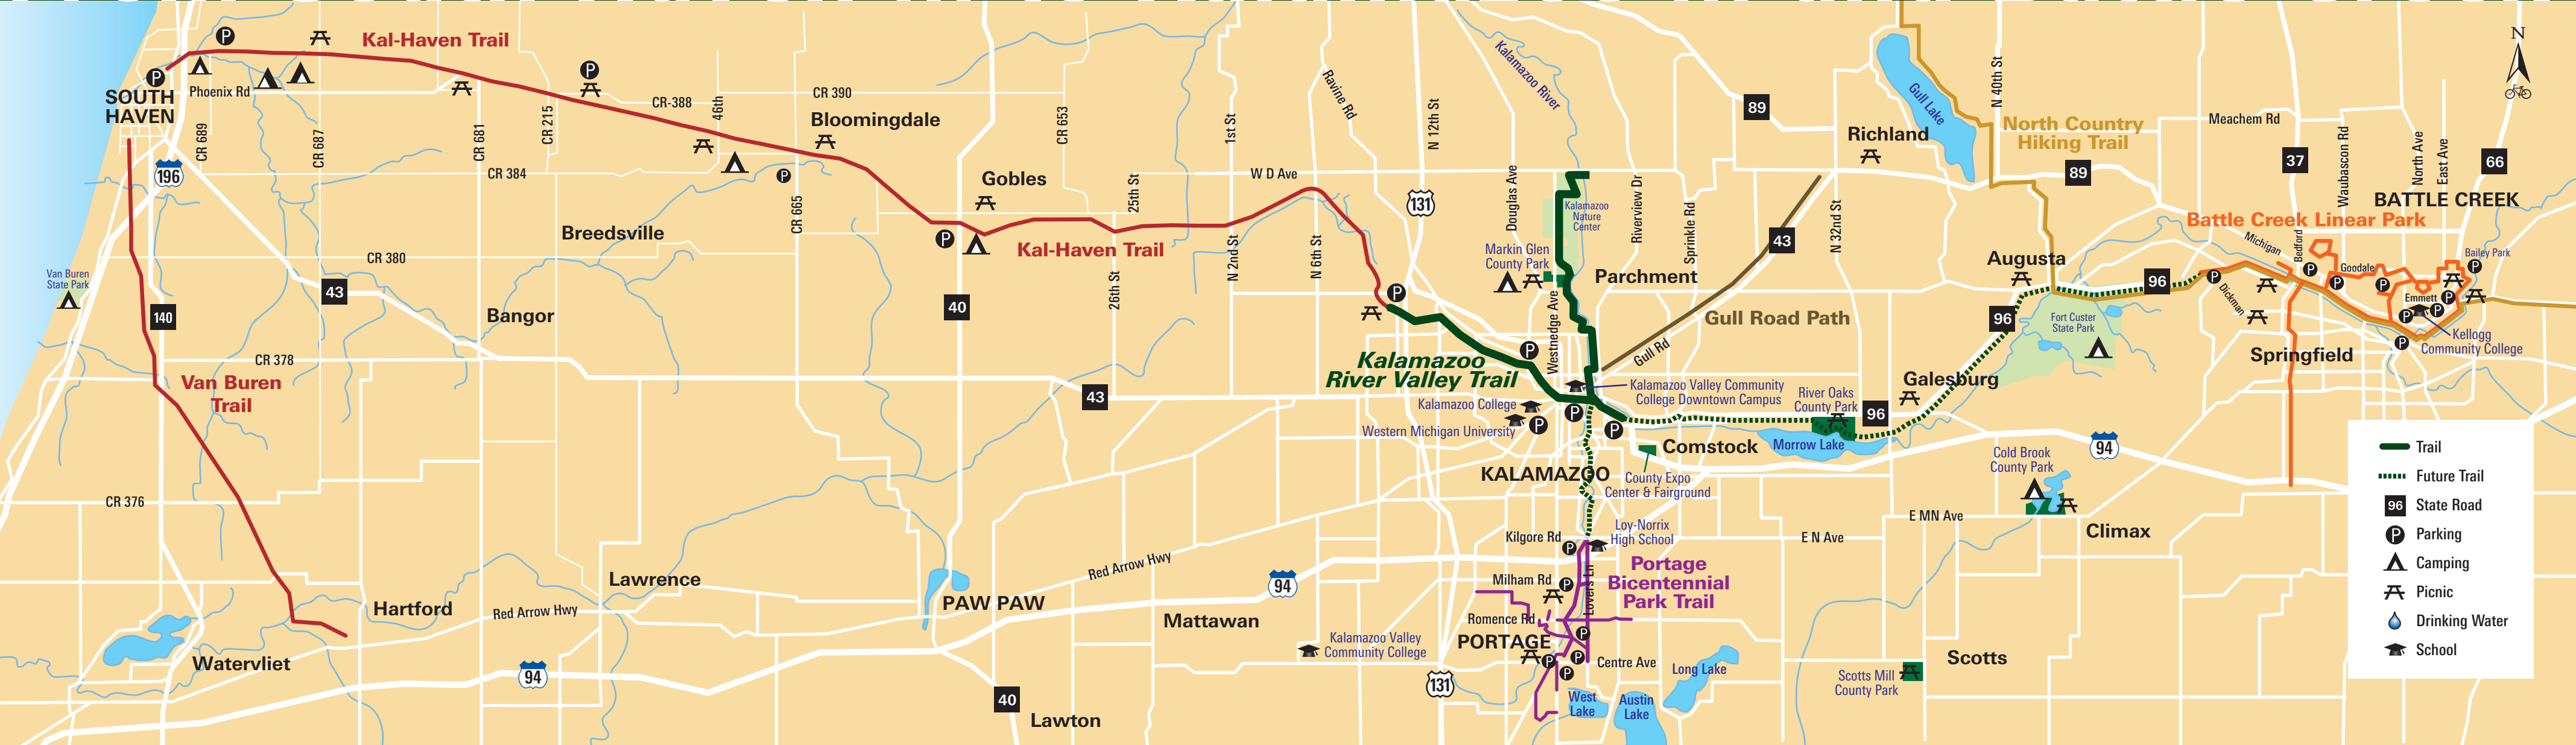 Kal-Haven Trail
P
P
P
SOUTH
HAVEN
Phoenix Rd
CR 689
CR 687
CR 681
CR 215
CR-388
46th
CR 390
Bloomingdale
CR 653
1st St
Ravine Rd
N 12th St
Kalamazoo River
89
Richland
Gull Lake
N 40th St
North Country
Hiking Trail
89
Meachem Rd
37
Waubascon Rd
North Ave
East Ave
66
N
BATTLE CREEK
Battle Creek Linear Park
196
CR 384
P
CR 665
Gobles
25th St
W D Ave
131
Douglas Ave
Kalamazoo
Nature
Center
Riverview Dr
Sprinkle Rd
43
N 32nd St
Breedsville
P
Kal-Haven Trail
26th St
N 2nd St
N 6th St
Markin Glen
County Park
Parchment
Augusta
Michigan
Bedford
Goodale
Bailey Park
P
P
P
P
P
Dickman
Emmett
P
P
P
P
Kellogg
Community College
Springfield
Van Buren
State Park
CR 380
43
140
Bangor
40
P
96
96
Fort Custer
State Park
Gull Road Path
Gull Rd
Westnedge Ave
P
Kalamazoo
River Valley Trail
CR 378
Van Buren
Trail
43
Kalamazoo College
Western Michigan University
P
P
P
Kalamazoo Valley Community
College Downtown Campus
River Oaks
County Park
96
Galesburg
Comstock
Morrow Lake
94
KALAMAZOO
County Expo
Center & Fairground
Cold Brook
County Park
CR 376
E MN Ave
Climax
E N Ave
Kilgore Rd
P
Loy-Norrix
High School
Portage
Bicentennial
Park Trail
Lovers Ln
Milham Rd
P
Romence Rd
P
PORTAGE
P
P
P
Centre Ave
Red Arrow Hwy
94
Lawrence
Hartford
Red Arrow Hwy
PAW PAW
Mattawan
Watervliet
94
Kalamazoo Valley
Community College
131
40
Lawton
West
Lake
Austin
Lake
Long Lake
Scotts
Scotts Mill
County Park
Trail
Future Trail
96 State Road
P Parking
Camping
Picnic
Drinking Water
School